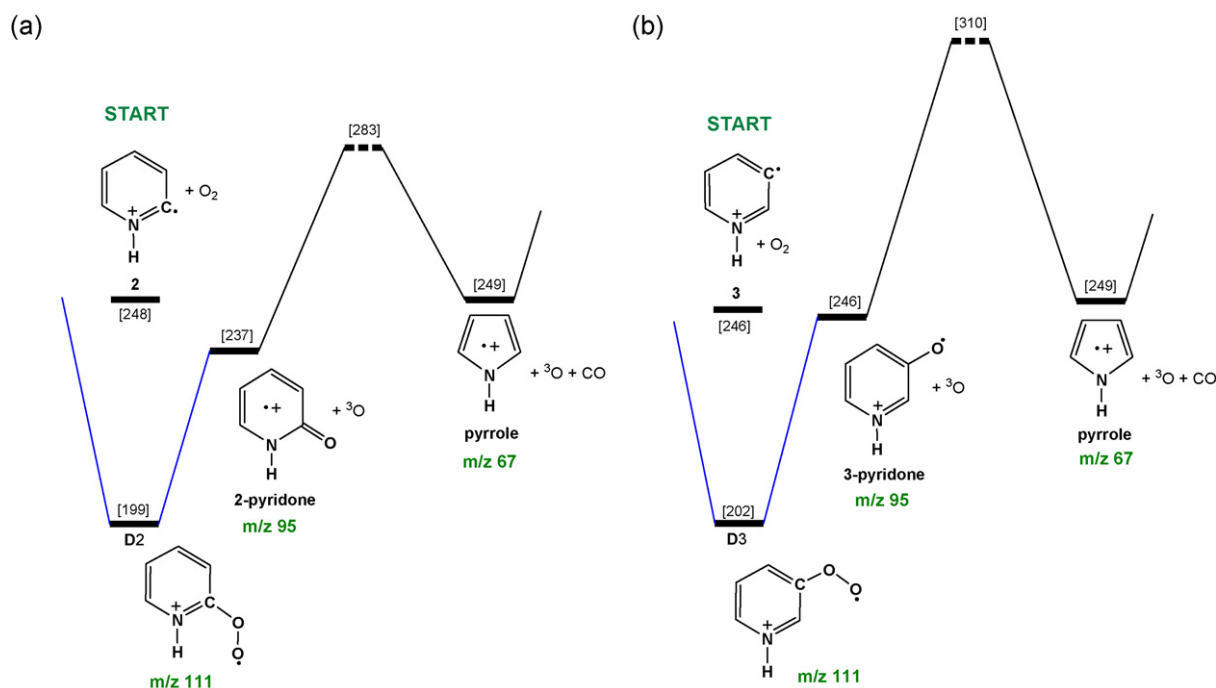 (a)
START
C•
+ O2
N+
H
2
[248]
[199]
D2
N+
C
O
H
O•
m/z 111
[237]
•+
+ ³O
N
O
H
2-pyridone
m/z 95
[283]
[249]
•+
N
H
+ ³O + CO
pyrrole
m/z 67
(b)
START
C•
N+
+ O2
H
3
[246]
[202]
D3
O
C
O•
N+
H
m/z 111
[246]
O•
+ ³O
N+
H
3-pyridone
m/z 95
[310]
[249]
•+
N
H
+ ³O + CO
pyrrole
m/z 67